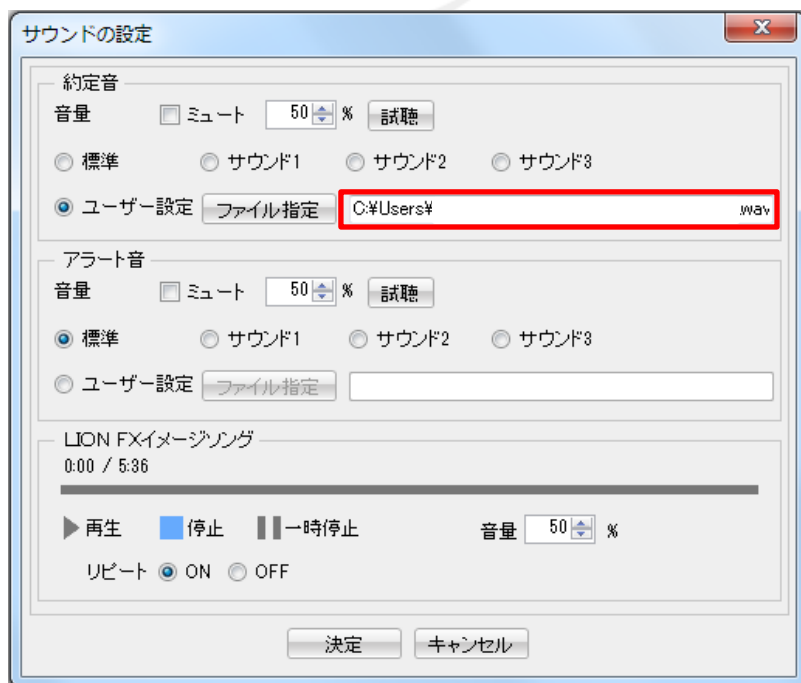 サウンドの設定
約定音
音量 ミュート 50 % 試聴
標準 サウンド1 サウンド2 サウンド3
ユーザー設定 ファイル指定 C:¥Users¥ .wav
アラート音
音量 ミュート 50 % 試聴
標準 サウンド1 サウンド2 サウンド3
ユーザー設定 ファイル指定
LION FXイメージソング
0:00 / 5:36
再生 停止 一時停止 音量 50 %
リピート ON OFF
決定 キャンセル